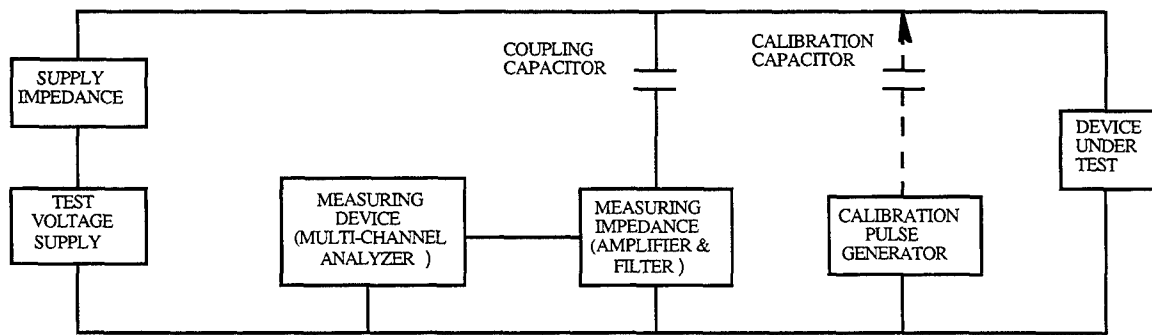 COUPLING
CAPACITOR
CALIBRATION
CAPACITOR
SUPPLY
IMPEDANCE
DEVICE
UNDER
TEST
TEST
VOLTAGE
SUPPLY
MEASURING
DEVICE
(MULTI-CHANNEL
ANALYZER )
MEASURING
IMPEDANCE
(AMPLIFIER &
FILTER )
CALIBRATION
PULSE
GENERATOR